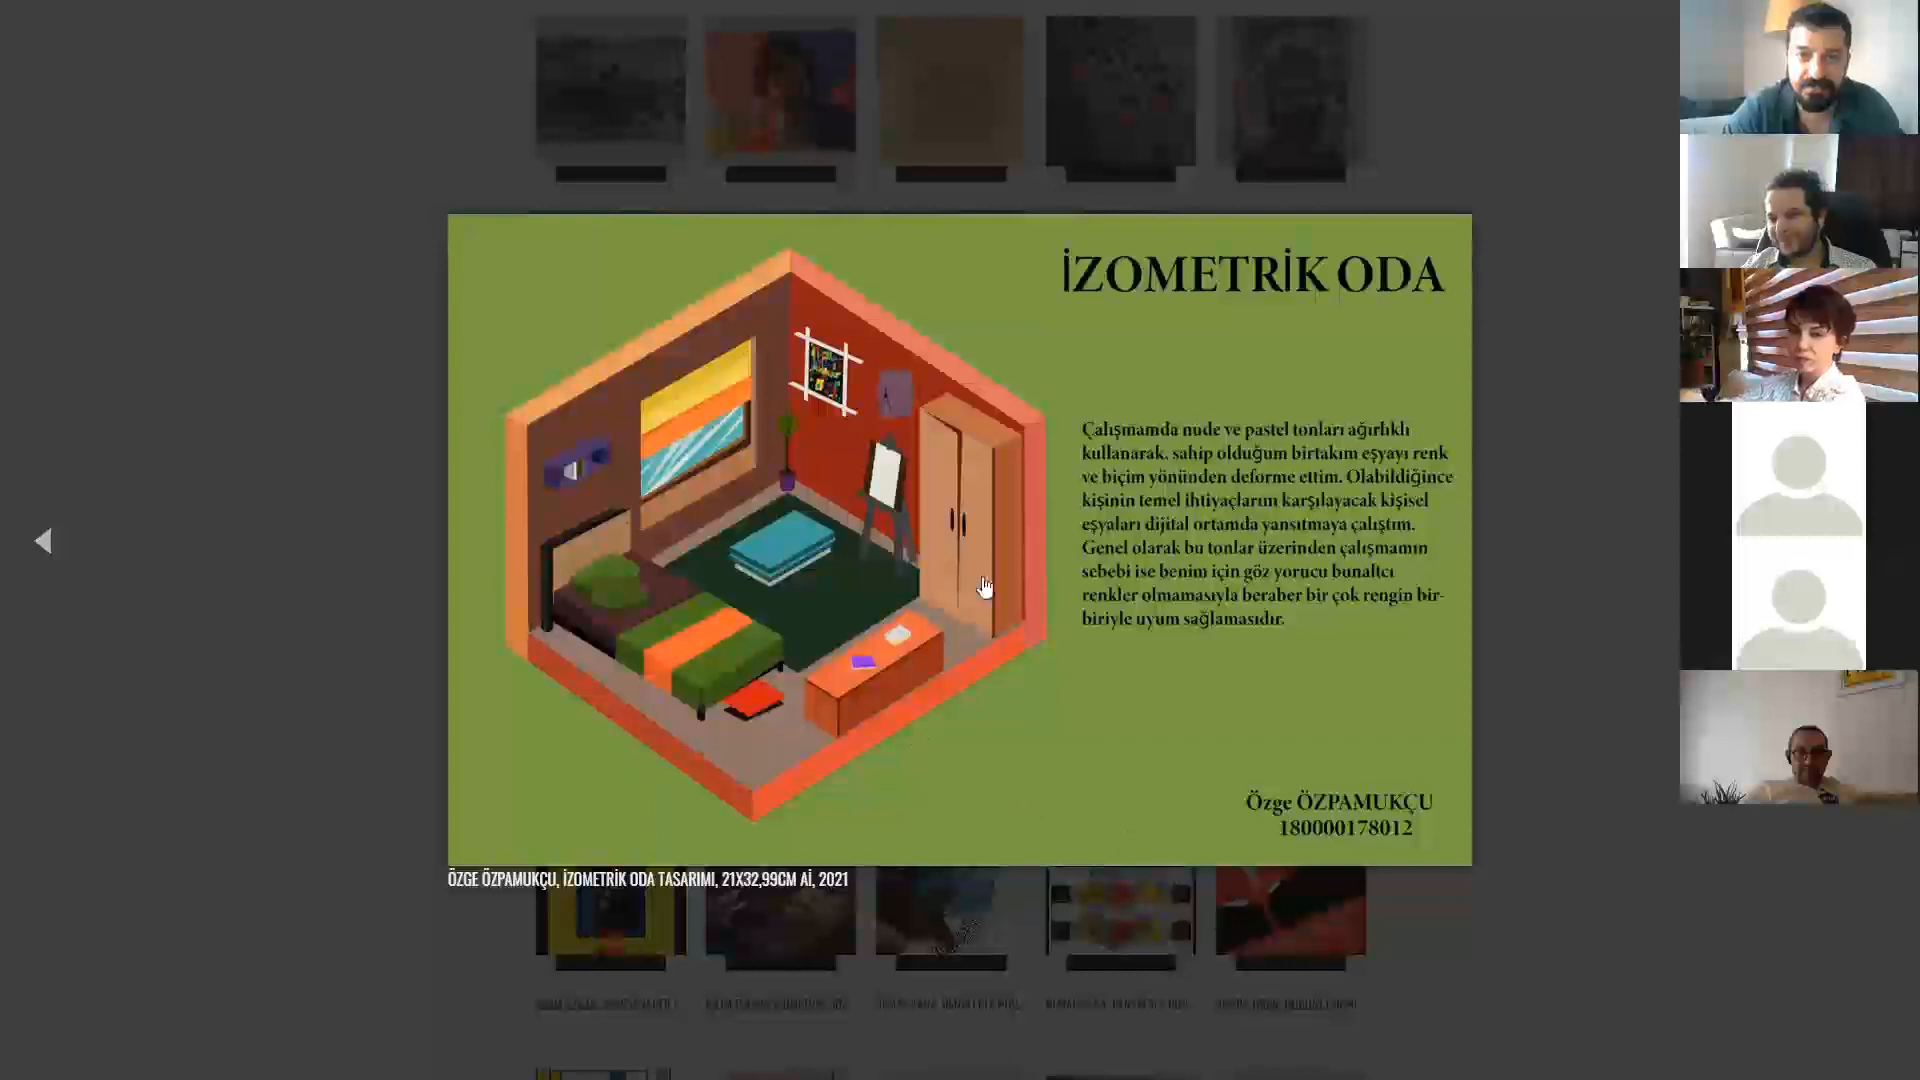 İZOMETRİK ODA
Çalışmamda nude ve pastel tonları ağırlıklı
kullanarak, sahip olduğum birtakım eşyayı renk
ve biçim yönünden deforme ettim. Olabildiğince
kişinin temel ihtiyaçlarını karşılayacak kişisel
eşyaları dijital ortamda yansıtmaya çalıştım.
Genel olarak bu tonlar üzerinden çalışmamın
sebebi ise benim için göz yorucu bunaltıcı
renkler olmamasıyla beraber bir çok rengin bir-
biriyle uyum sağlamasıdır.
Özge ÖZPAMUKÇU
180000178012
ÖZGE ÖZPAMUKÇU, İZOMETRİK ODA TASARIMI, 21X32,99CM Aİ, 2021